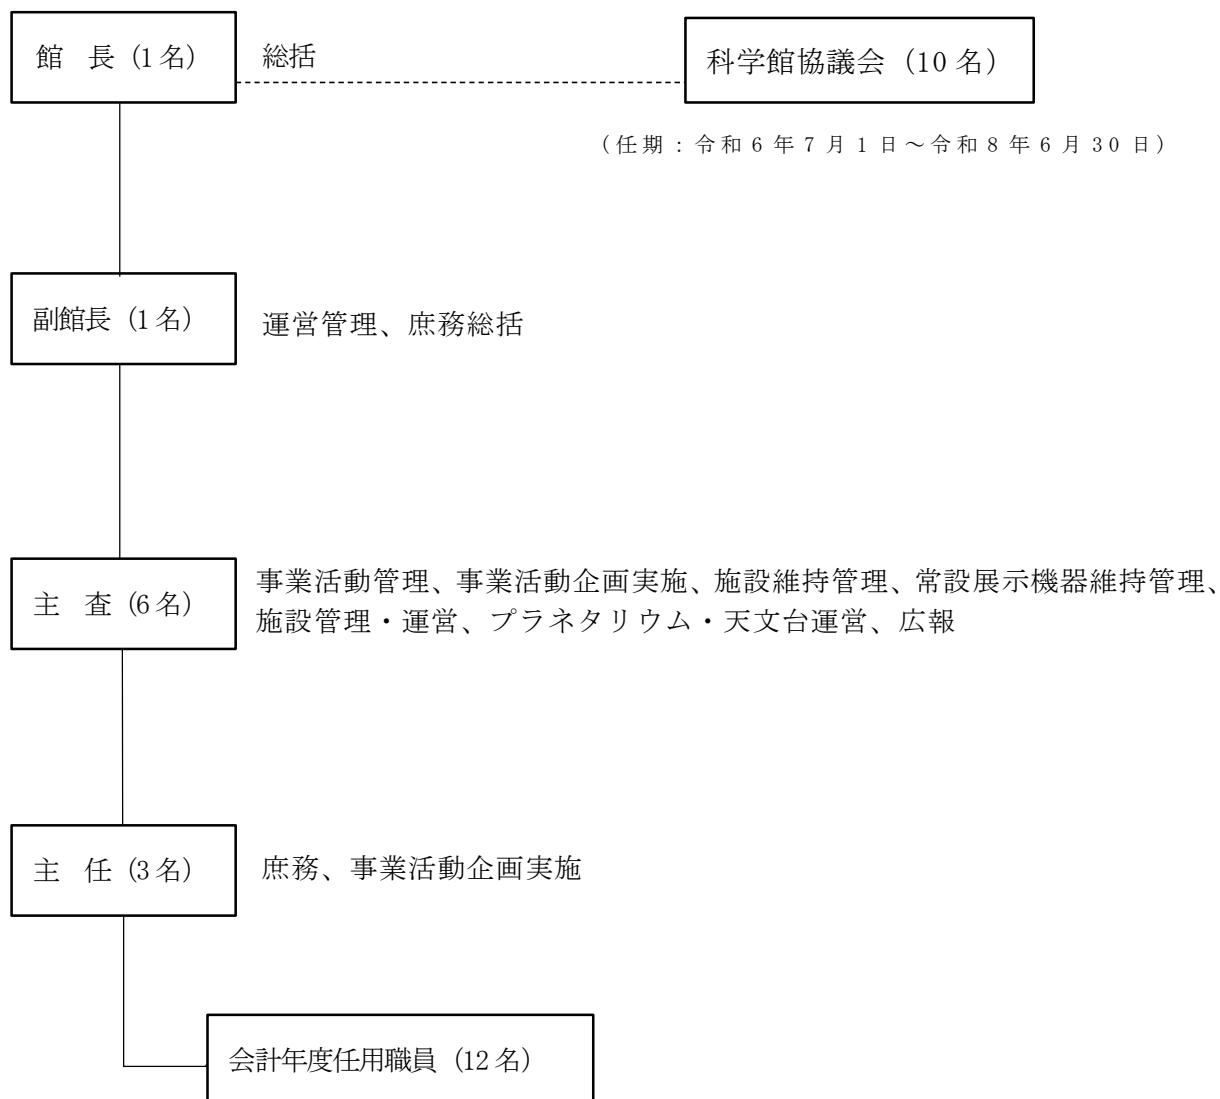 館　長（1名）
総括
科学館協議会（10名）
（任期：令和6年7月1日～令和8年6月30日）
副館長（1名）
運営管理、庶務総括
主　査（6名）
事業活動管理、事業活動企画実施、施設維持管理、常設展示機器維持管理、
施設管理・運営、プラネタリウム・天文台運営、広報
主　任（3名）
庶務、事業活動企画実施
会計年度任用職員（12名）